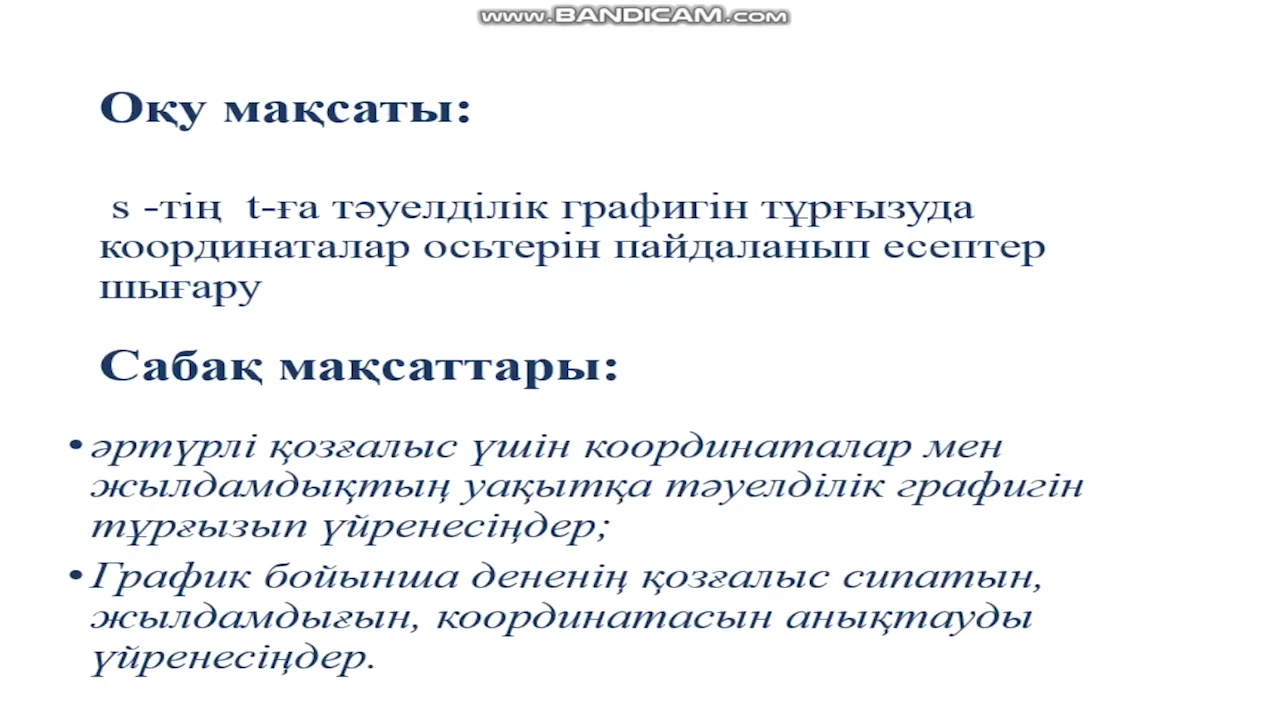 www.BANDICAM.com
Оқу мақсаты:
s -тің t-ға тәуелділік графигін тұрғызуда
координаталар осьтерін пайдаланып есептер
шығару
Сабақ мақсаттары:
• әртүрлі қозғалыс үшін координаталар мен
жылдамдықтың уақытқа тәуелділік графигін
тұрғызып үйренесіңдер;
• График бойынша дененің қозғалыс сипатын,
жылдамдығын, координатасын анықтауды
үйренесіңдер.